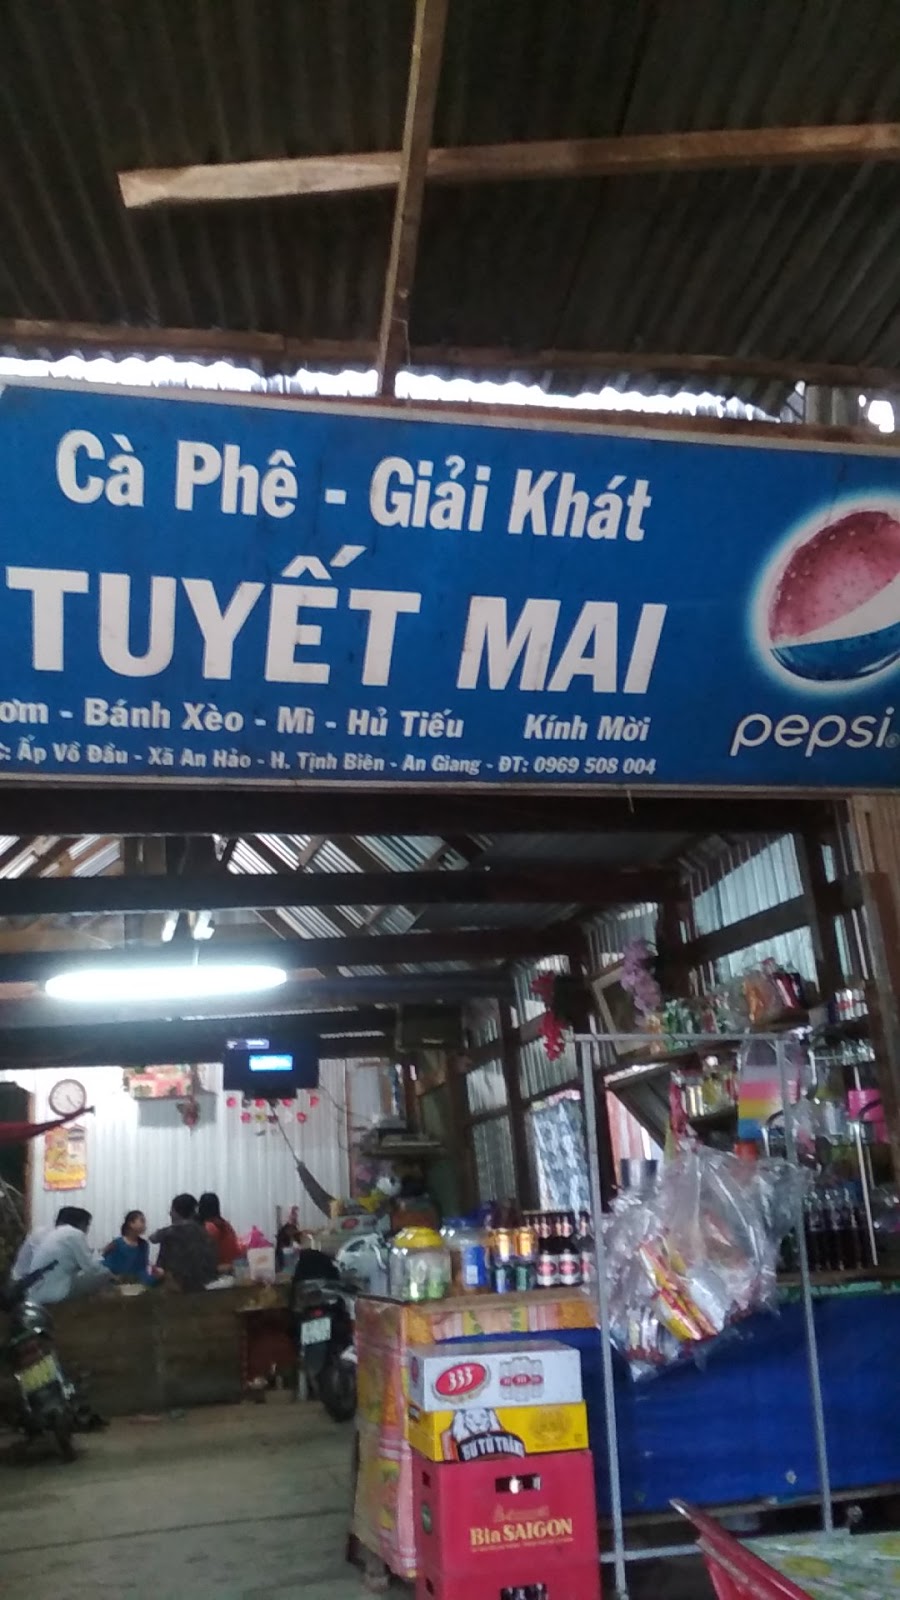 Cà Phê - Giải Khát
TUYẾT MAI
- Bánh Xèo - Mì - Hủ Tiếu Kính Mời
Ấp Vồ Đầu - Xã An Hảo - H. Tịnh Biên - An Giang - ĐT: 0969 508 004
pepsi
333
SƯ TỬ TRẮNG
Bia SAIGON